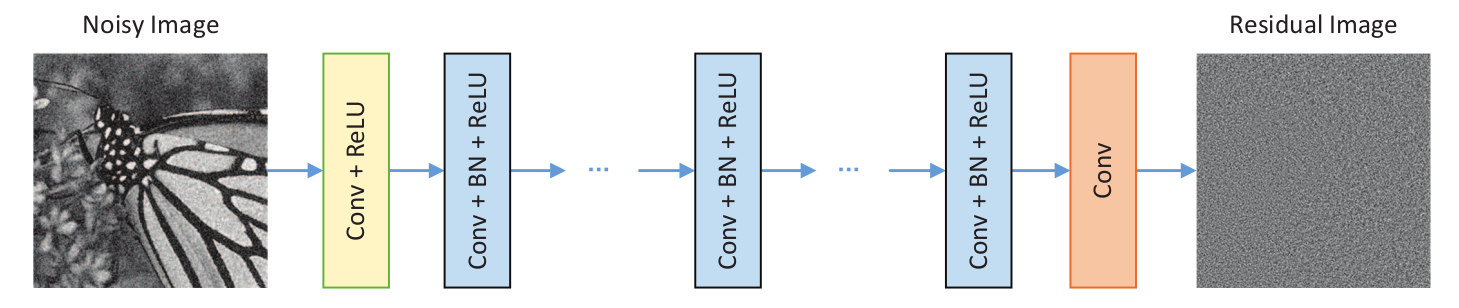 Noisy Image
Residual Image
Conv + ReLU
Conv + BN + ReLU
...
Conv + BN + ReLU
...
Conv + BN + ReLU
Conv